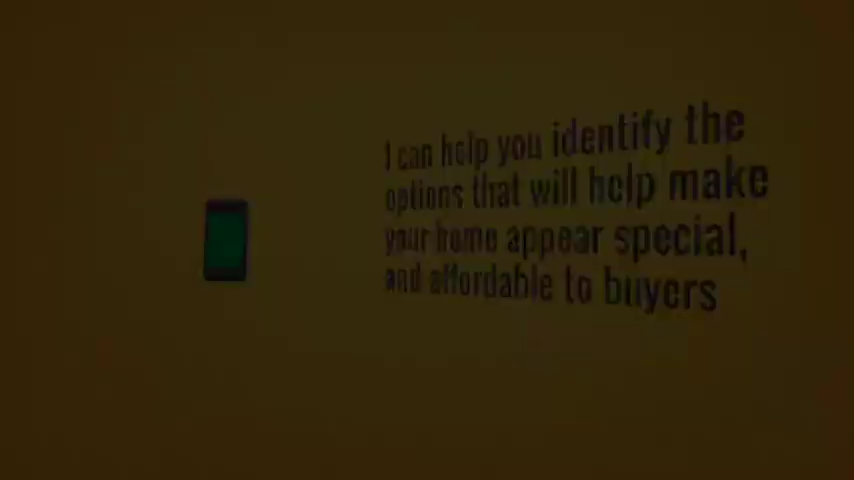 I can help you identify the
options that will help make
your home appear special,
and affordable to buyers